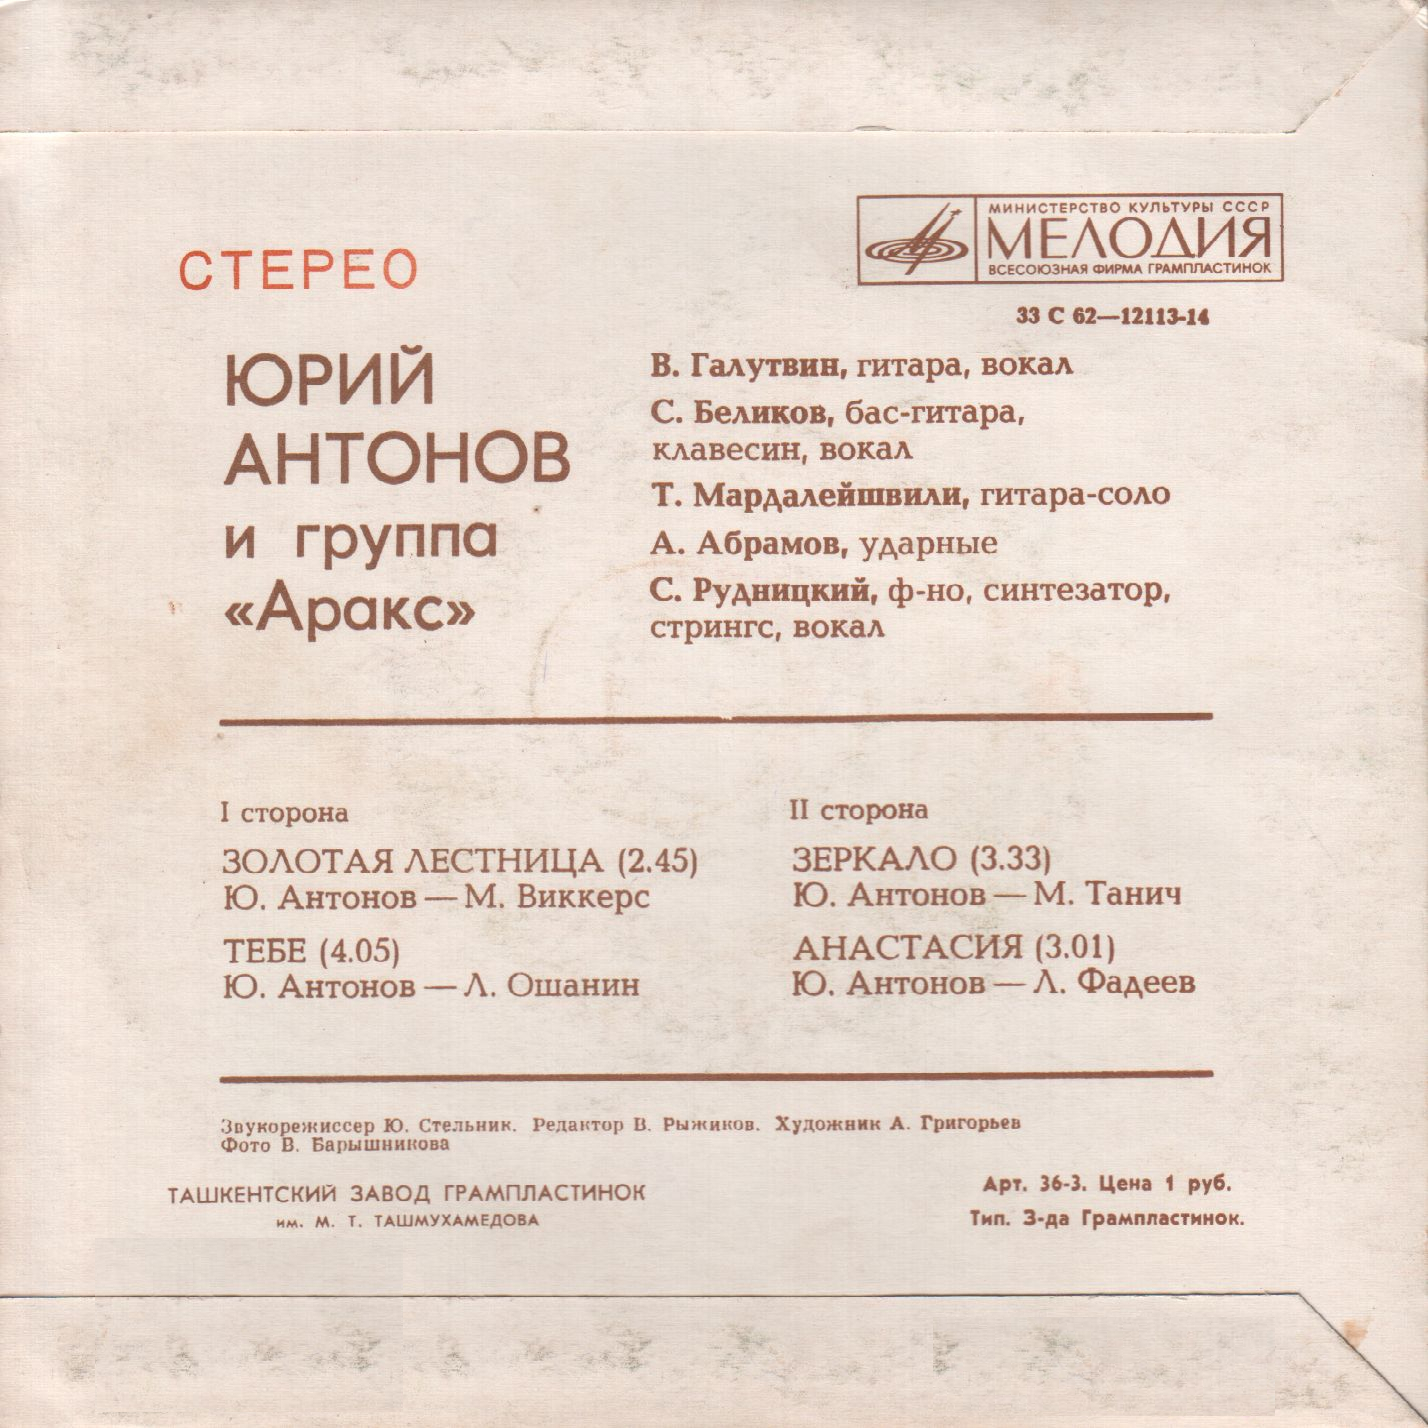 МИНИСТЕРСТВО КУЛЬТУРЫ СССР
МЕЛОДИЯ
ВСЕСОЮЗНАЯ ФИРМА ГРАМПЛАСТИНОК
СТЕРЕО
33 С 62—12113-14
ЮРИЙ
АНТОНОВ
и группа
«Аракс»
В. Галутвин, гитара, вокал
С. Беликов, бас-гитара,
клавесин, вокал
Т. Мардалейшвили, гитара-соло
А. Абрамов, ударные
С. Рудницкий, ф-но, синтезатор,
стрингс, вокал
I сторона
ЗОЛОТАЯ ЛЕСТНИЦА (2.45)
Ю. Антонов — М. Виккерс
ТЕБЕ (4.05)
Ю. Антонов — Л. Ошанин
II сторона
ЗЕРКАЛО (3.33)
Ю. Антонов — М. Танич
АНАСТАСИЯ (3.01)
Ю. Антонов — Л. Фадеев
Звукорежиссер Ю. Стельник. Редактор В. Рыжиков. Художник А. Григорьев
Фото В. Барышникова
ТАШКЕНТСКИЙ ЗАВОД ГРАМПЛАСТИНОК
им. М. Т. ТАШМУХАМЕДОВА
Арт. 36-3. Цена 1 руб.
Тип. З-да Грампластинок.